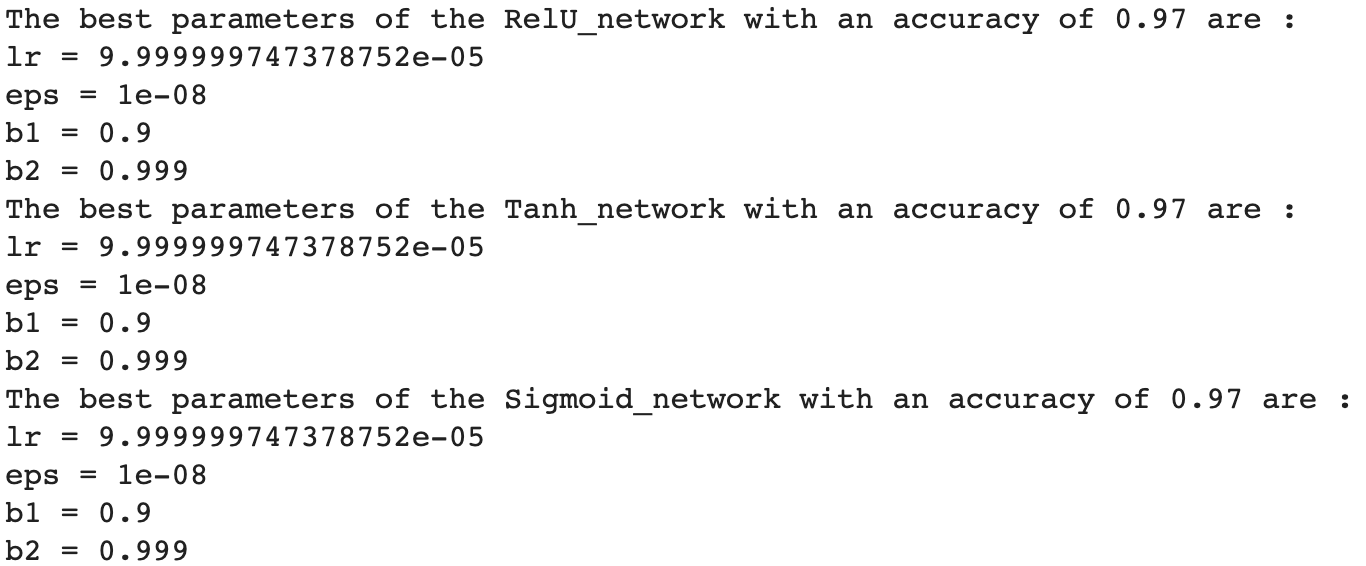 The best parameters of the RelU_network with an accuracy of 0.97 are :
lr = 9.999999747378752e-05
eps = 1e-08
b1 = 0.9
b2 = 0.999
The best parameters of the Tanh_network with an accuracy of 0.97 are :
lr = 9.999999747378752e-05
eps = 1e-08
b1 = 0.9
b2 = 0.999
The best parameters of the Sigmoid_network with an accuracy of 0.97 are :
lr = 9.999999747378752e-05
eps = 1e-08
b1 = 0.9
b2 = 0.999